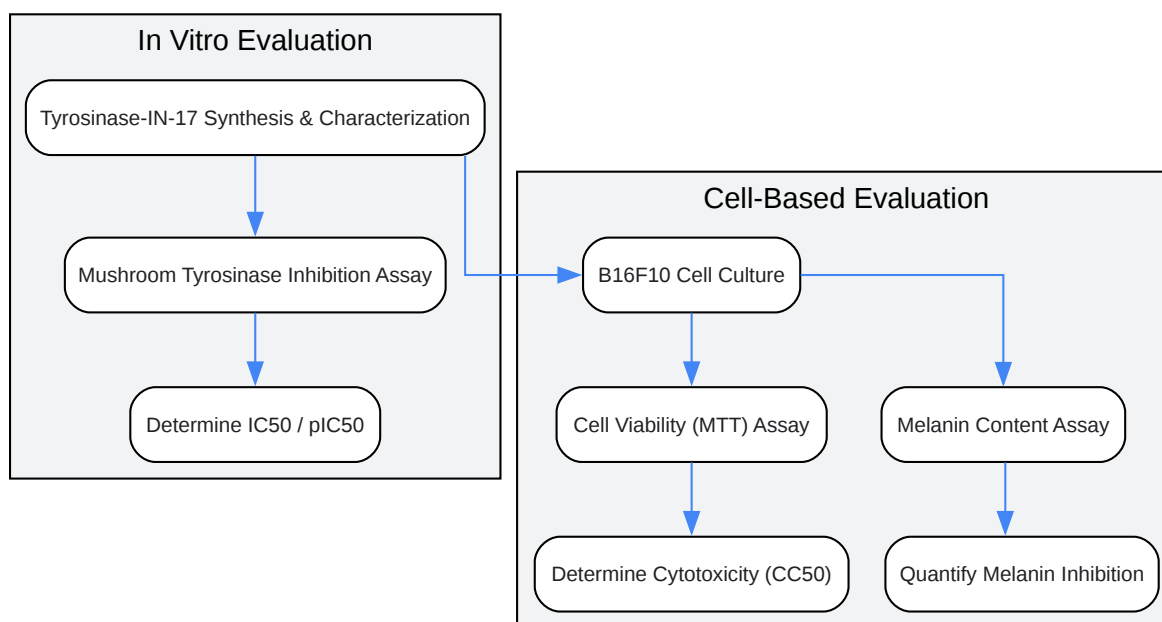 In Vitro Evaluation
Tyrosinase-IN-17 Synthesis & Characterization
Mushroom Tyrosinase Inhibition Assay
Determine IC50 / pIC50
Cell-Based Evaluation
B16F10 Cell Culture
Cell Viability (MTT) Assay
Melanin Content Assay
Determine Cytotoxicity (CC50)
Quantify Melanin Inhibition